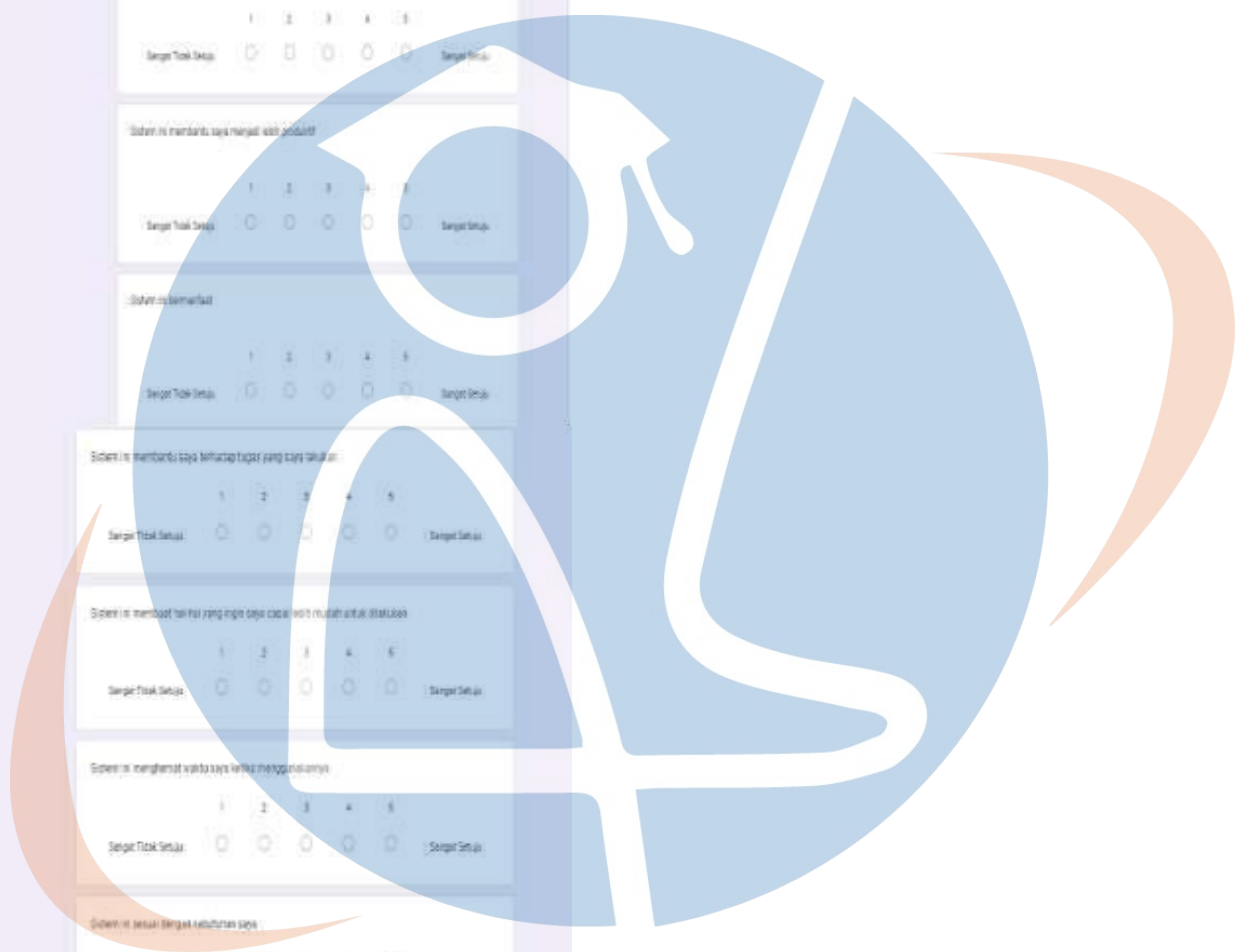 1 2 3 4 5
Sangat Tidak Setuju Sangat Setuju
Sistem ini membantu saya menjadi lebih produktif
1 2 3 4 5
Sangat Tidak Setuju Sangat Setuju
Sistem ini bermanfaat
1 2 3 4 5
Sangat Tidak Setuju Sangat Setuju
Sistem ini membantu saya terhadap tugas yang saya lakukan
1 2 3 4 5
Sangat Tidak Setuju Sangat Setuju
Sistem ini membuat hal-hal yang ingin saya capai lebih mudah untuk dilakukan
1 2 3 4 5
Sangat Tidak Setuju Sangat Setuju
Sistem ini menghemat waktu saya ketika menggunakannya
1 2 3 4 5
Sangat Tidak Setuju Sangat Setuju
Sistem ini sesuai dengan kebutuhan saya